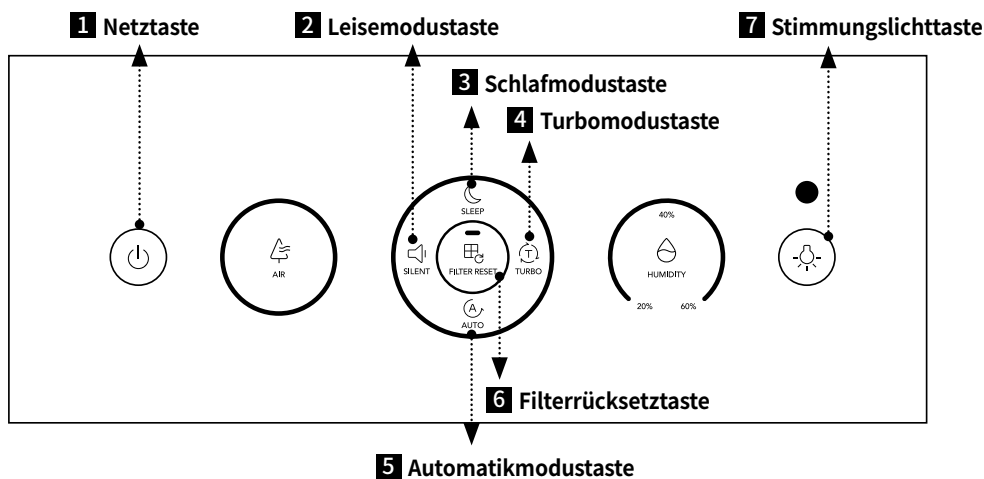 1 Netztaste
2 Leisemodustaste
7 Stimmungslichttaste
3 Schlafmodustaste
4 Turbomodustaste
SLEEP
40%
AIR
SILENT
FILTER RESET
TURBO
HUMIDITY
20%
60%
A
AUTO
T
6 Filterrücksetztaste
5 Automatikmodustaste